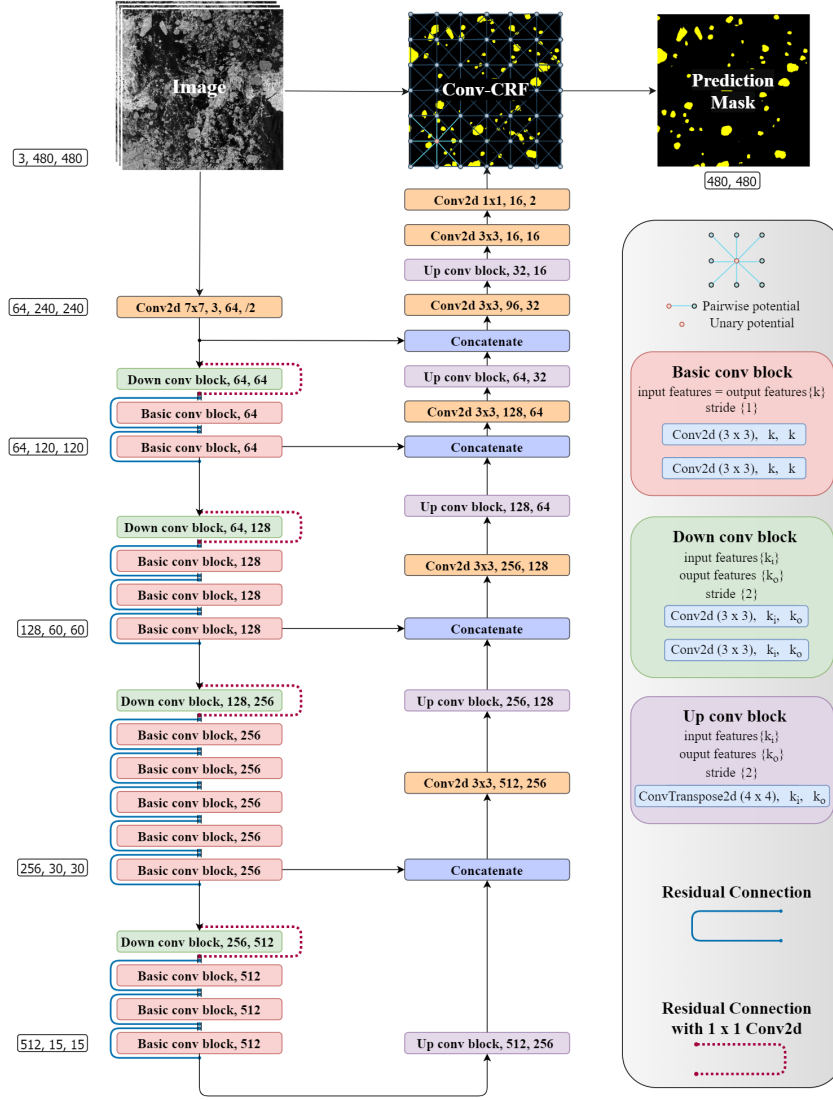 Image
Conv-CRF
Prediction
Mask
3, 480, 480
480, 480
Conv2d 1x1, 16, 2
Conv2d 3x3, 16, 16
Up conv block, 32, 16
64, 240, 240
Conv2d 7x7, 3, 64, /2
Conv2d 3x3, 96, 32
Concatenate
Down conv block, 64, 64
Up conv block, 64, 32
Basic conv block, 64
Conv2d 3x3, 128, 64
64, 120, 120
Basic conv block, 64
Concatenate
Down conv block, 64, 128
Up conv block, 128, 64
Basic conv block, 128
Conv2d 3x3, 256, 128
Basic conv block, 128
128, 60, 60
Basic conv block, 128
Concatenate
Down conv block, 128, 256
Up conv block, 256, 128
Basic conv block, 256
Basic conv block, 256
Conv2d 3x3, 512, 256
Basic conv block, 256
Basic conv block, 256
256, 30, 30
Basic conv block, 256
Concatenate
Down conv block, 256, 512
Basic conv block, 512
Basic conv block, 512
512, 15, 15
Basic conv block, 512
Up conv block, 512, 256
Pairwise potential
Unary potential
Basic conv block
input features = output features{k}
stride {1}
Conv2d (3 x 3), k, k
Conv2d (3 x 3), k, k
Down conv block
input features{kᵢ}
ouput features {kₒ}
stride {2}
Conv2d (3 x 3), kᵢ, kₒ
Conv2d (3 x 3), kᵢ, kₒ
Up conv block
input features{kᵢ}
ouput features {kₒ}
stride {2}
ConvTranspose2d (4 x 4), kᵢ, kₒ
Residual Connection
Residual Connection
with 1 x 1 Conv2d